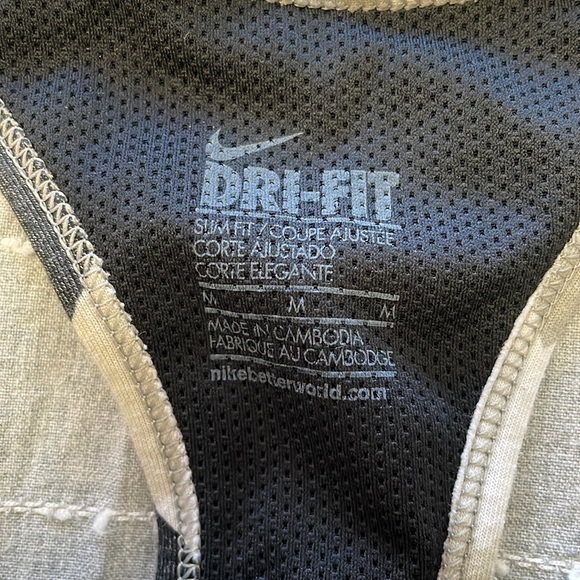 DRI-FIT
SLIM FIT / COUPE AJUSTÉE
CORTE AJUSTADO
CORTE ELEGANTE
M M M
MADE IN CAMBODIA
FABRIQUÉ AU CAMBODGE
nikebetterworld.com